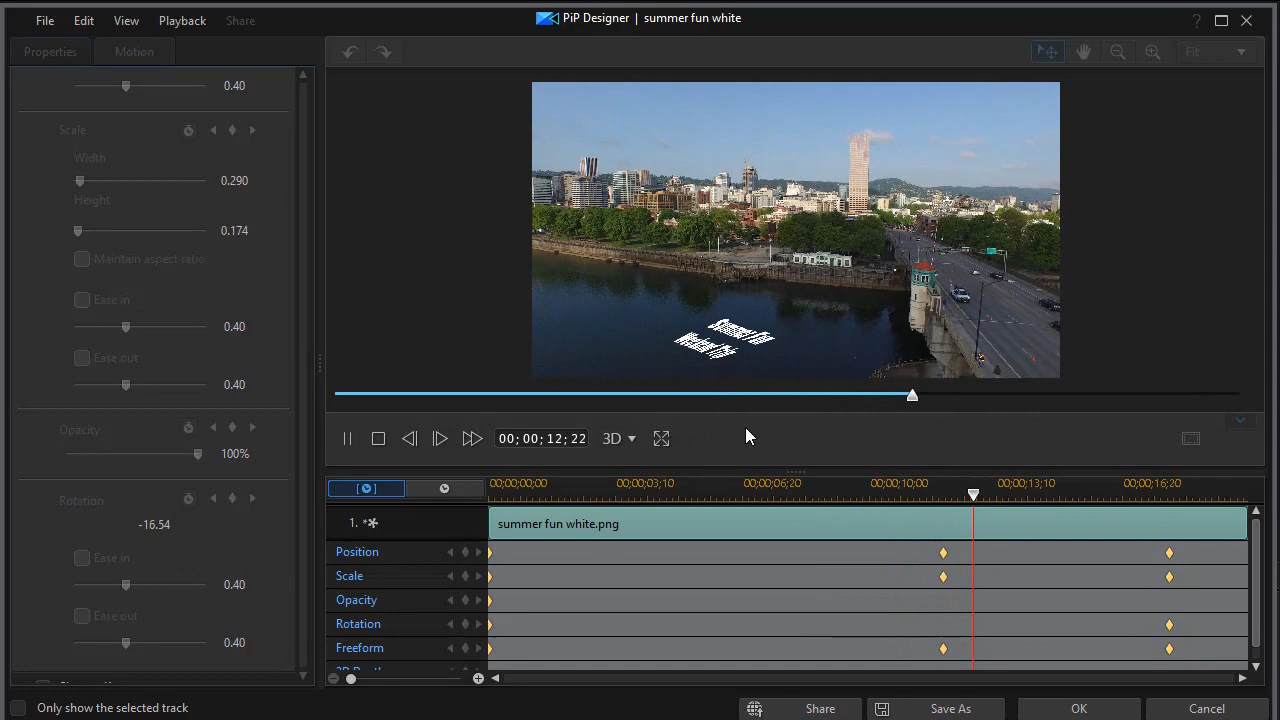 File Edit View Playback Share
PiP Designer | summer fun white
?
Properties Motion
Fit
0.40
Scale
Width
0.290
Height
0.174
Maintain aspect ratio
Ease in
0.40
Ease out
0.40
Opacity
100%
Rotation
-16.54
Ease in
0.40
Ease out
0.40
Only show the selected track
Summer Fun
00; 00; 12; 22
3D
00;00;00;00 00;00;03;10 00;00;06;20 00;00;10;00 00;00;13;10 00;00;16;20
1. **
summer fun white.png
Position
Scale
Opacity
Rotation
Freeform
Share Save As OK Cancel